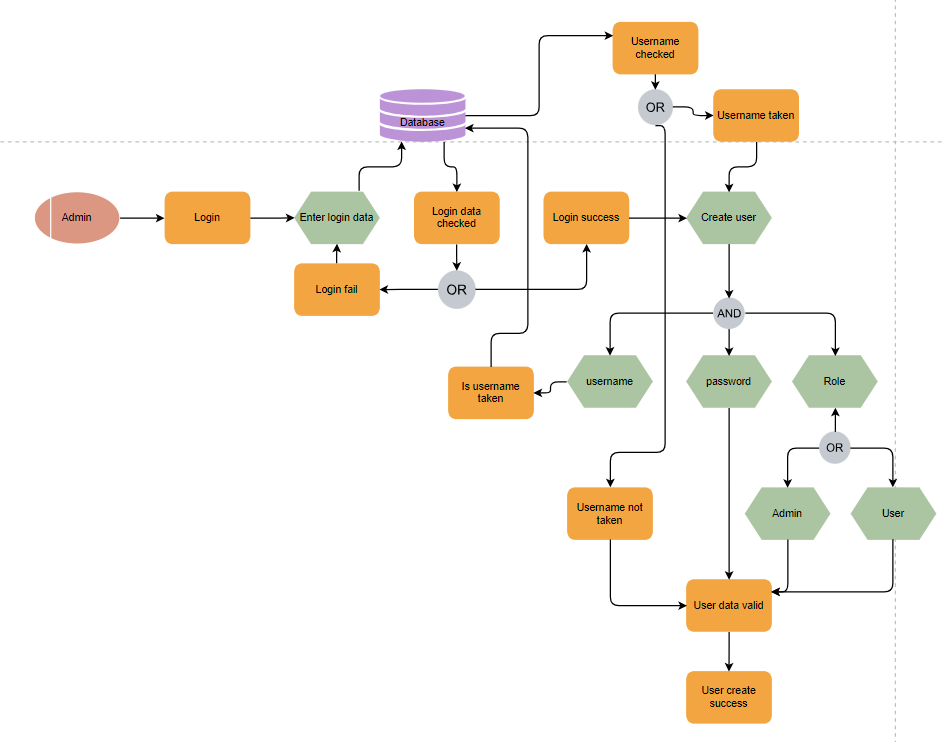 Username
checked
OR
Username taken
Database
Admin
Login
Enter login data
Login data
checked
Login success
Create user
Login fail
OR
AND
Is username
taken
username
password
Role
OR
Username not
taken
Admin
User
User data valid
User create
success